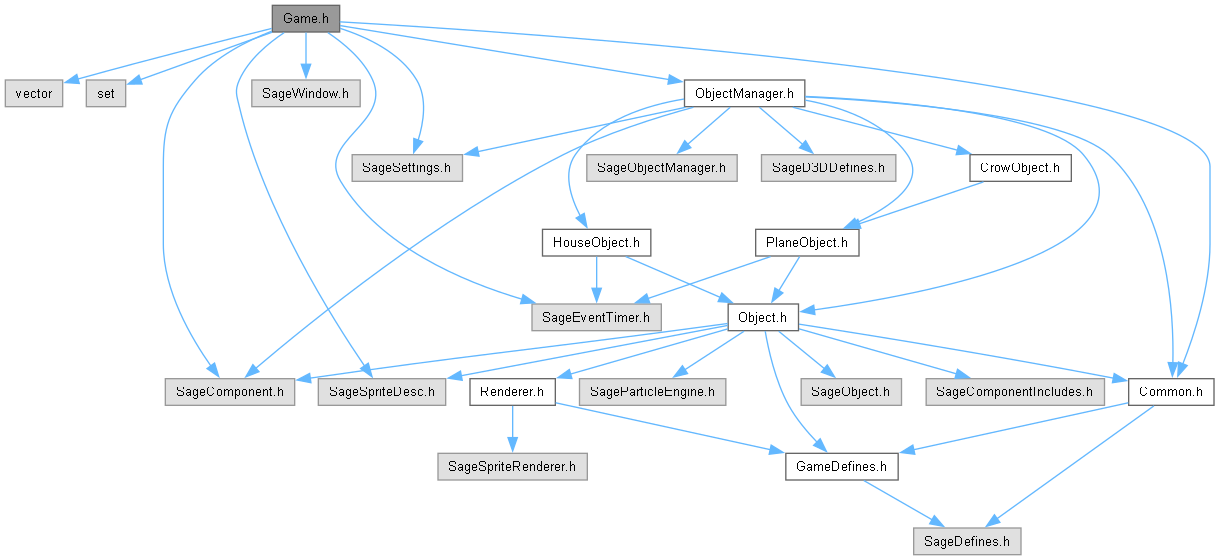 Game.h
vector
set
SageWindow.h
ObjectManager.h
SageSettings.h
SageObjectManager.h
SageD3DDefines.h
CrowObject.h
HouseObject.h
PlaneObject.h
SageEventTimer.h
Object.h
SageComponent.h
SageSpriteDesc.h
Renderer.h
SageParticleEngine.h
SageObject.h
SageComponentIncludes.h
Common.h
SageSpriteRenderer.h
GameDefines.h
SageDefines.h